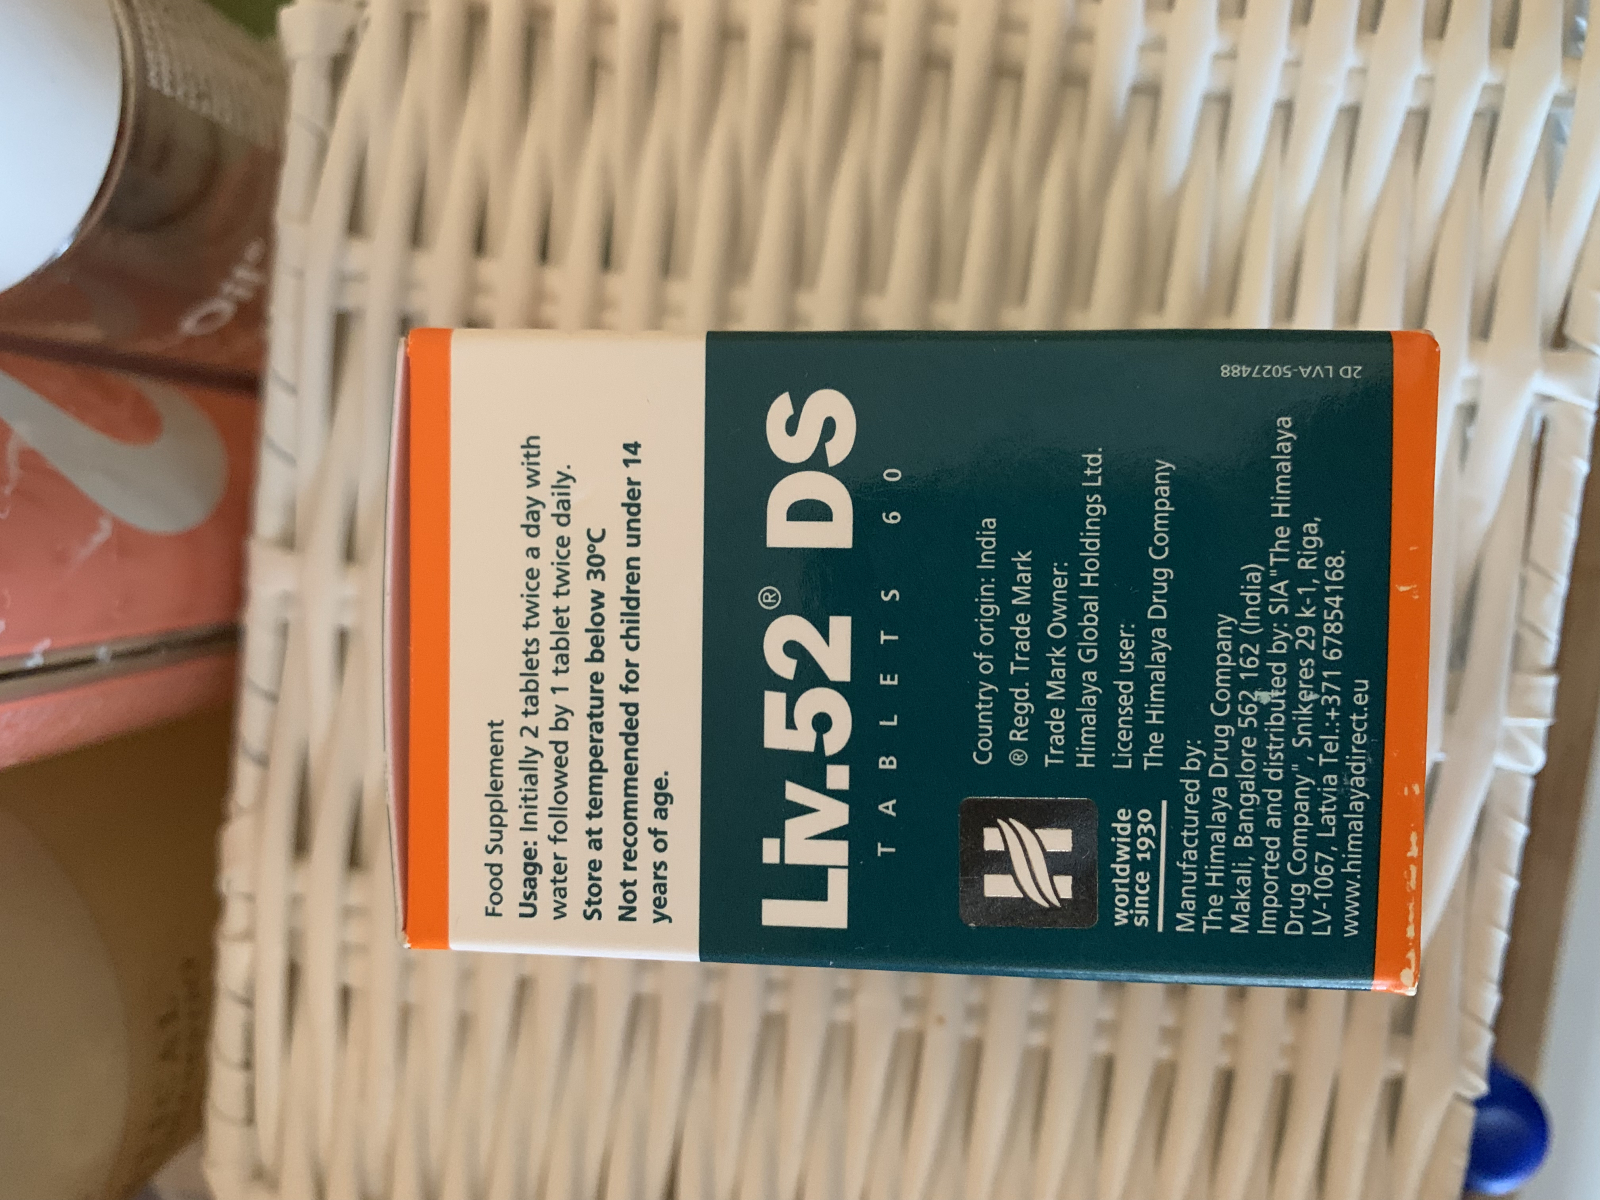 Food Supplement
Usage: Initially 2 tablets twice a day with
water followed by 1 tablet twice daily.
Store at temperature below 30°C
Not recommended for children under 14
years of age.
Liv.52® DS
TABLETS 60
Country of origin: India
® Regd. Trade Mark
Trade Mark Owner:
Himalaya Global Holdings Ltd.
Licensed user:
The Himalaya Drug Company
worldwide
since 1930
Manufactured by:
The Himalaya Drug Company
Makali, Bangalore 562 162 (India)
Imported and distributed by: SIA "The Himalaya
Drug Company", Snikeres 29 k-1, Riga,
LV-1067, Latvia Tel.:+371 67854168.
www.himalayadirect.eu
2D LVA-5027488